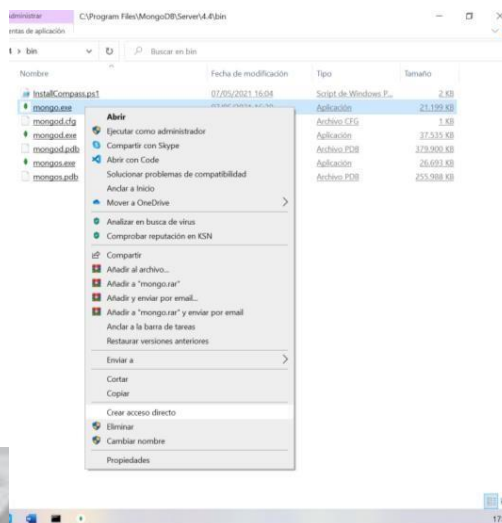 Administrar
C:\Program Files\MongoDB\Server\4.4\bin
entas de aplicación
bin
Buscar en bin
Nombre
Fecha de modificación
Tipo
Tamaño
InstallCompass.ps1
07/05/2021 16:04
Script de Windows P...
2 KB
mongo.exe
Aplicación
21.199 KB
mongod.cfg
Archivo CFG
1 KB
mongod.exe
Aplicación
37.535 KB
mongod.pdb
Archivo PDB
379.900 KB
mongos.exe
Aplicación
26.693 KB
mongos.pdb
Archivo PDB
255.988 KB
Abrir
Ejecutar como administrador
Compartir con Skype
Abrir con Code
Solucionar problemas de compatibilidad
Anclar a Inicio
Mover a OneDrive
Analizar en busca de virus
Comprobar reputación en KSN
Compartir
Añadir al archivo...
Añadir a "mongo.rar"
Añadir y enviar por email...
Añadir a "mongo.rar" y enviar por email
Anclar a la barra de tareas
Restaurar versiones anteriores
Enviar a
Cortar
Copiar
Crear acceso directo
Eliminar
Cambiar nombre
Propiedades